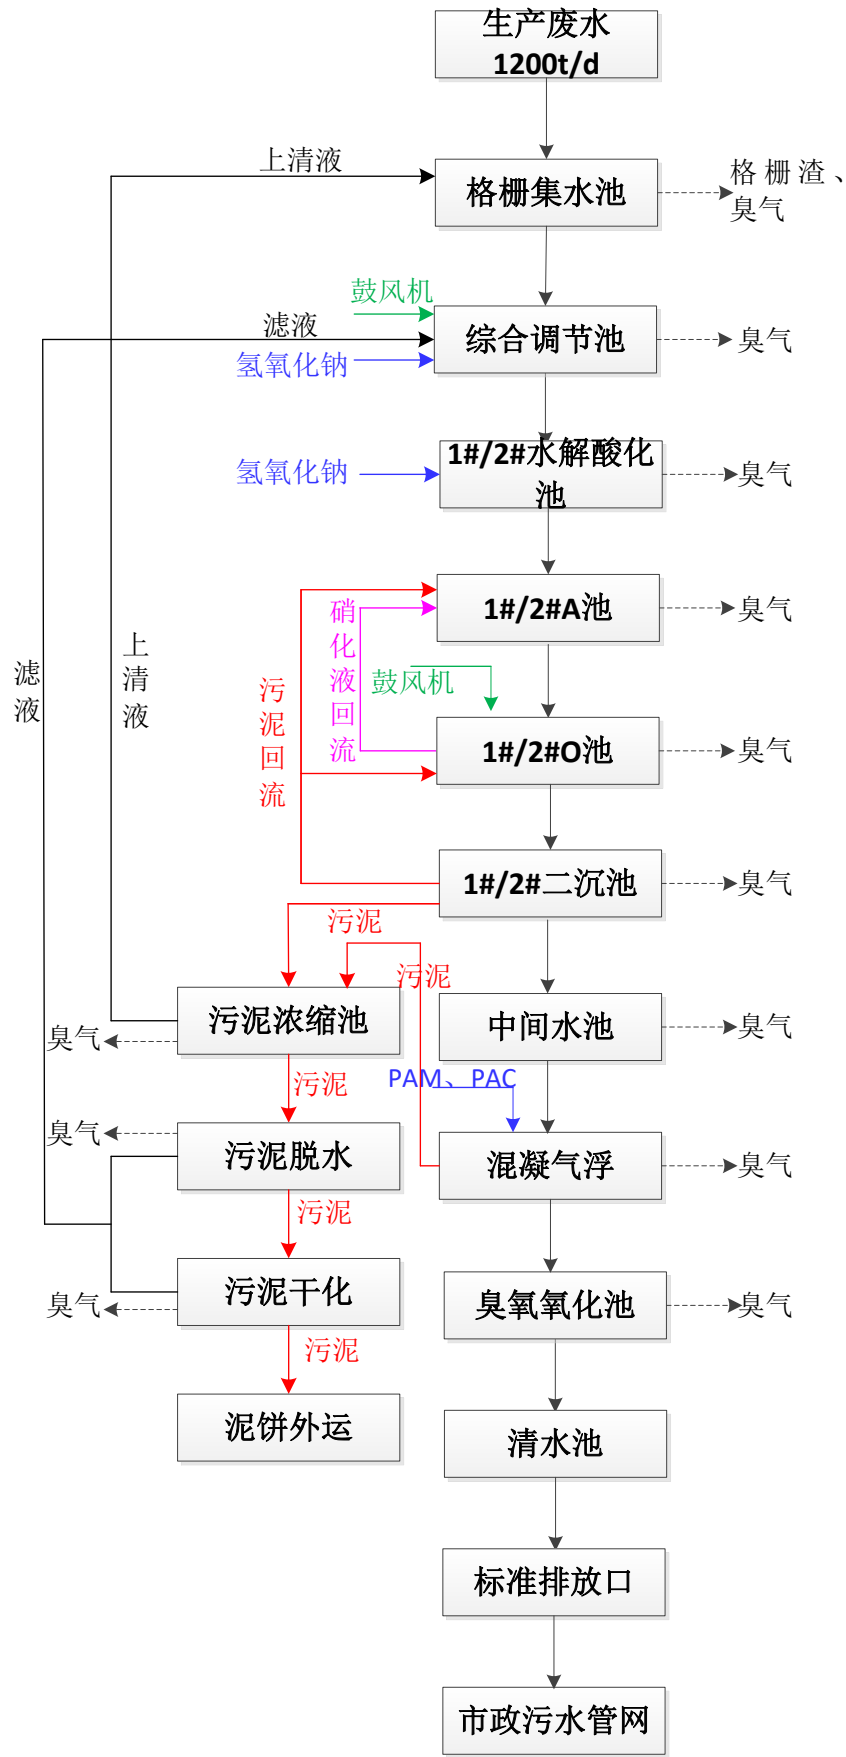 生产废水
1200t/d
上清液
格栅集水池
格栅渣、
臭气
鼓风机
滤液
综合调节池
臭气
氢氧化钠
1#/2#水解酸化
池
氢氧化钠
臭气
1#/2#A池
臭气
硝化液回流
上清液
滤液
污泥回流
鼓风机
1#/2#O池
臭气
1#/2#二沉池
臭气
污泥
污泥
污泥浓缩池
中间水池
臭气
臭气
污泥
PAM、PAC
臭气
污泥脱水
混凝气浮
臭气
污泥
污泥干化
臭氧氧化池
臭气
臭气
污泥
泥饼外运
清水池
标准排放口
市政污水管网